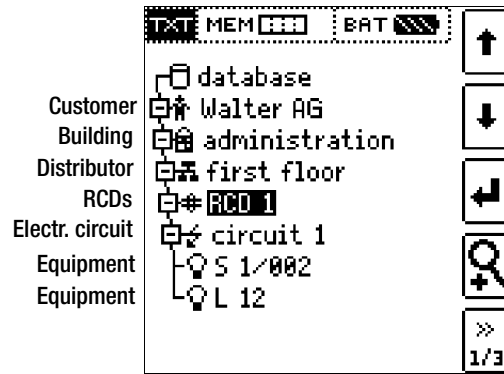 TXT MEM BAT
database
Customer Walter AG
Building administration
Distributor first floor
RCDs RCD 1
Electr. circuit circuit 1
Equipment S 1/002
Equipment L 12
»
1/3